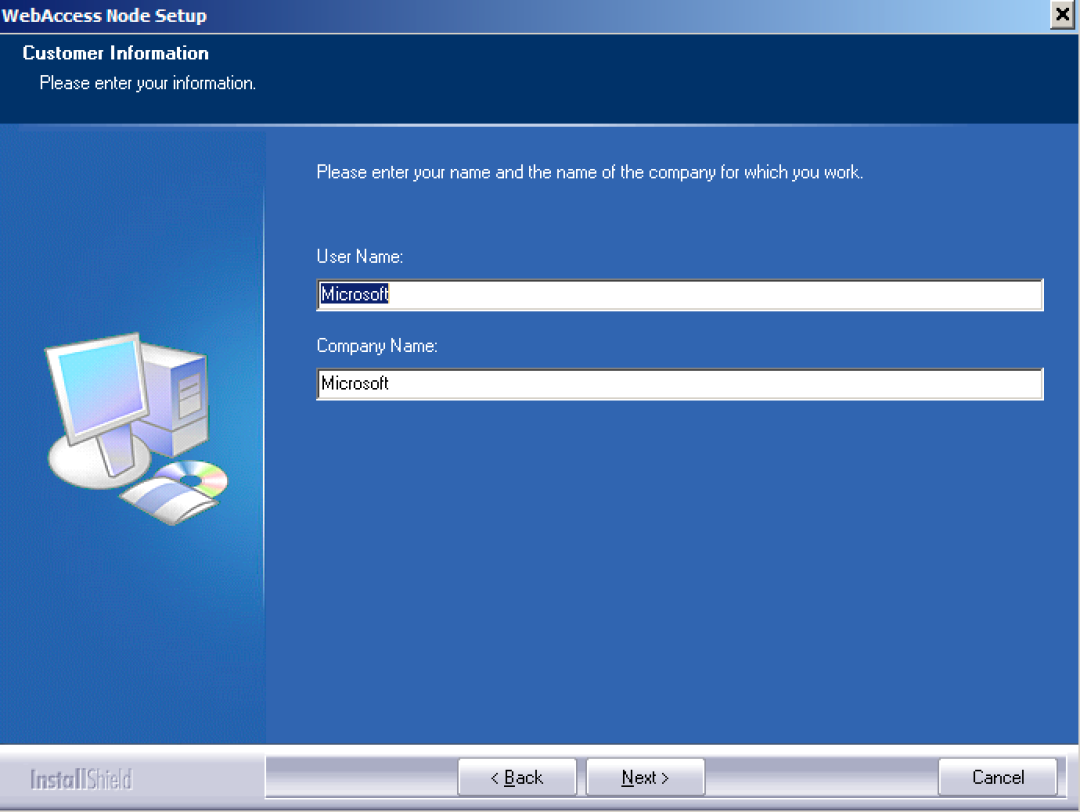 WebAccess Node Setup
Customer Information
Please enter your information.
Please enter your name and the name of the company for which you work.
User Name:
Microsoft
Company Name:
Microsoft
InstallShield
< Back
Next >
Cancel